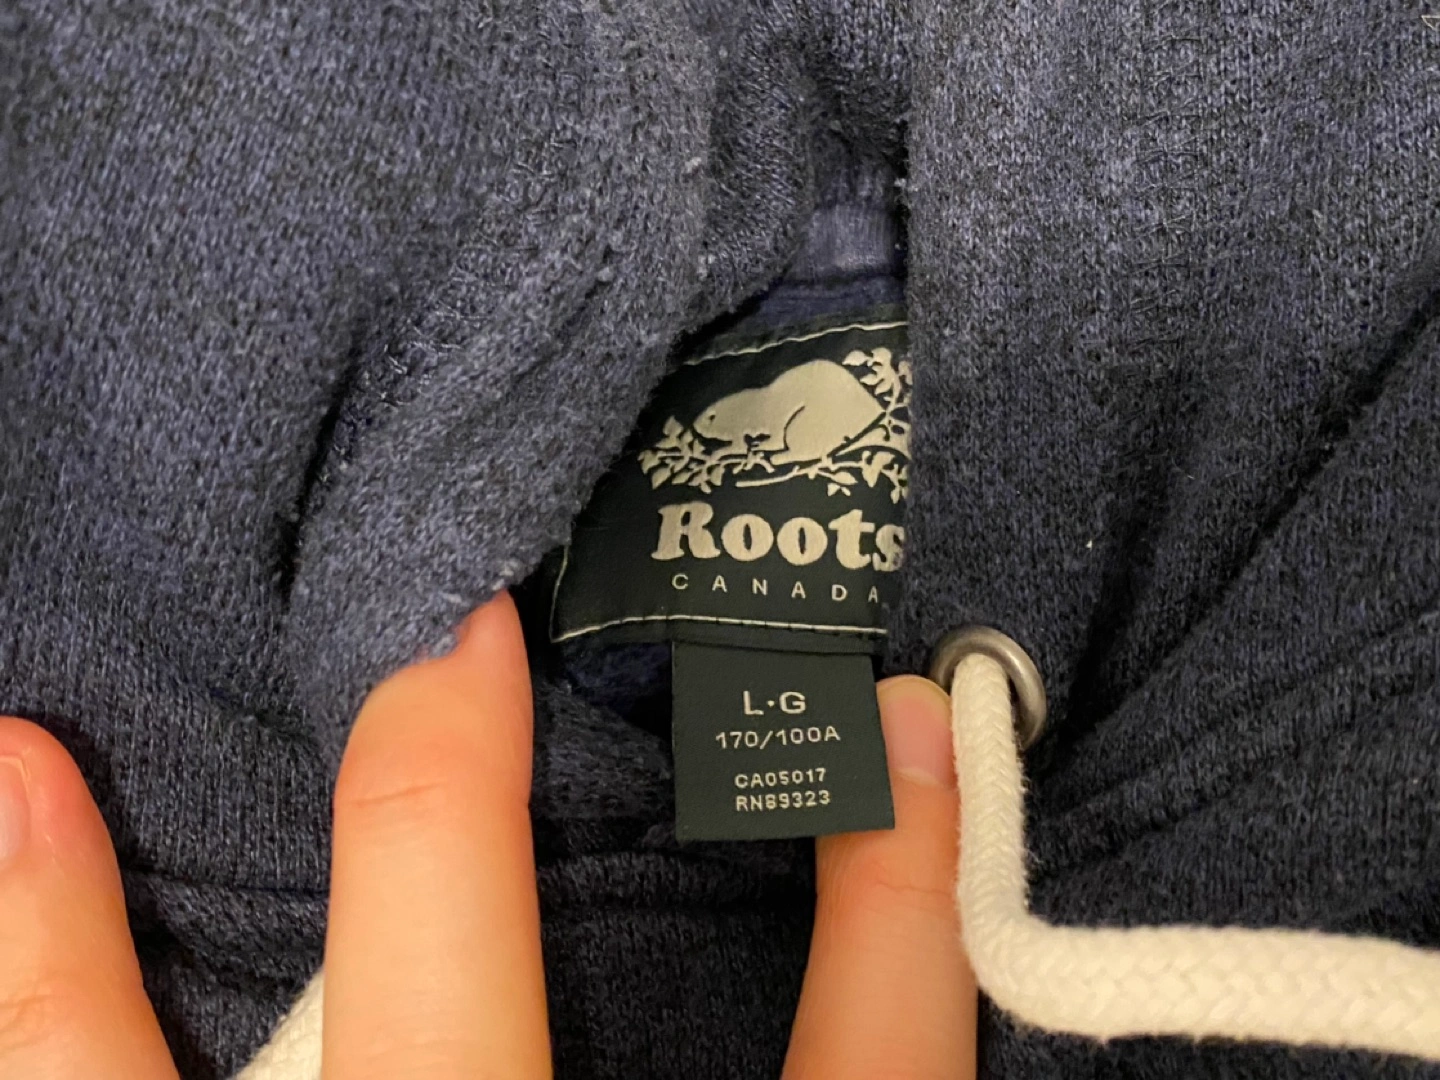 Roots
CANADA
L·G
170/100A
CA05017
RN89323